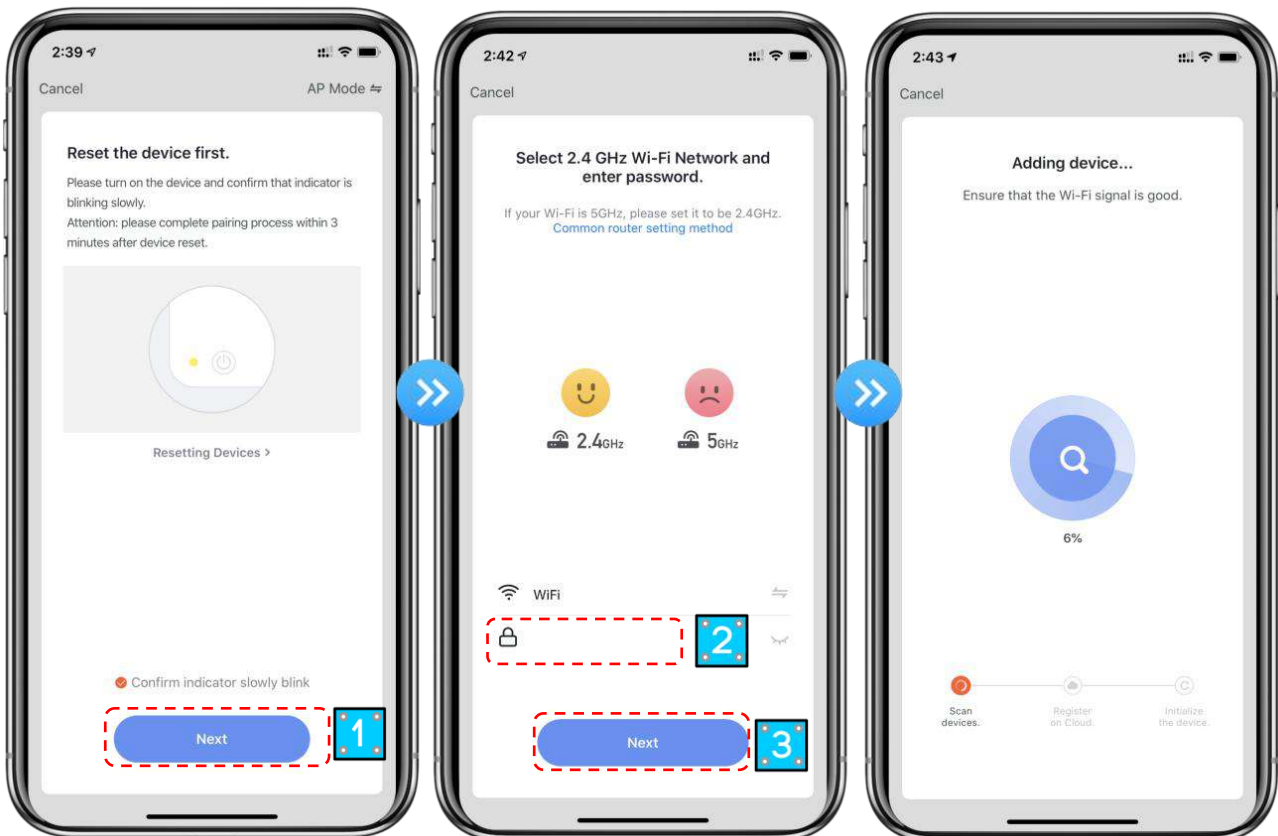 2:39
Cancel
AP Mode
Reset the device first.
Please turn on the device and confirm that indicator is
blinking slowly.
Attention: please complete pairing process within 3
minutes after device reset.
Resetting Devices >
Confirm indicator slowly blink
Next
1
2:42
Cancel
Select 2.4 GHz Wi-Fi Network and
enter password.
If your Wi-Fi is 5GHz, please set it to be 2.4GHz.
Common router setting method
2.4GHz
5GHz
WiFi
2
Next
3
2:43
Cancel
Adding device...
Ensure that the Wi-Fi signal is good.
6%
Scan
devices.
Register
on Cloud.
Initialize
the device.